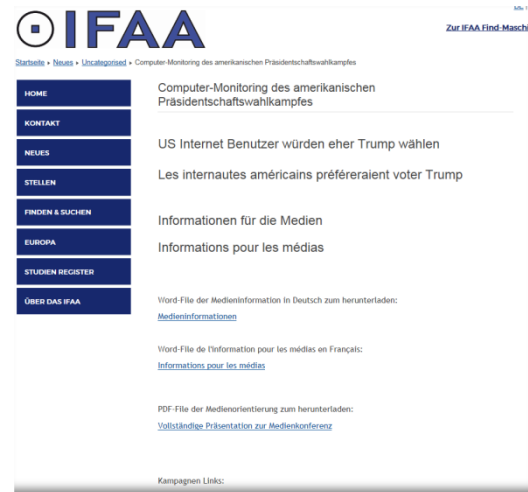 IFAA
Zur IFAA Find-Maschi
Startseite › Neues › Uncategorised › Computer-Monitoring des amerikanischen Präsidentschaftswahlkampfes
HOME
KONTAKT
NEUES
STELLEN
FINDEN & SUCHEN
EUROPA
STUDIEN REGISTER
ÜBER DAS IFAA
Computer-Monitoring des amerikanischen
Präsidentschaftswahlkampfes
US Internet Benutzer würden eher Trump wählen
Les internautes américains préféreraient voter Trump
Informationen für die Medien
Informations pour les médias
Word-File der Medieninformation in Deutsch zum herunterladen:
Medieninformationen
Word-File de l'information pour les médias en Français:
Informations pour les médias
PDF-File der Medienorientierung zum herunterladen:
Vollständige Präsentation zur Medienkonferenz
Kampagnen Links: